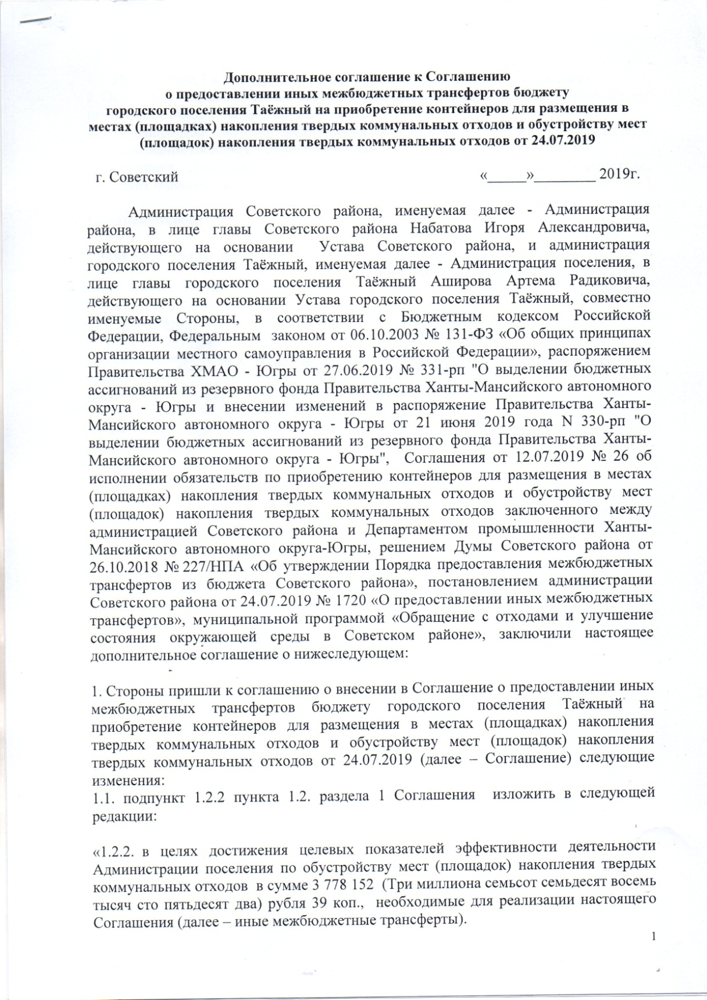 Дополнительное соглашение к Соглашению
о предоставлении иных межбюджетных трансфертов бюджету
городского поселения Таёжный на приобретение контейнеров для размещения в
местах (площадках) накопления твердых коммунальных отходов и обустройству мест
(площадок) накопления твердых коммунальных отходов от 24.07.2019
г. Советский «_____»________ 2019г.
Администрация Советского района, именуемая далее - Администрация
района, в лице главы Советского района Набатова Игоря Александровича,
действующего на основании Устава Советского района, и администрация
городского поселения Таёжный, именуемая далее - Администрация поселения, в
лице главы городского поселения Таёжный Аширова Артема Радиковича,
действующего на основании Устава городского поселения Таёжный, совместно
именуемые Стороны, в соответствии с Бюджетным кодексом Российской
Федерации, Федеральным законом от 06.10.2003 № 131-ФЗ «Об общих принципах
организации местного самоуправления в Российской Федерации», распоряжением
Правительства ХМАО - Югры от 27.06.2019 № 331-рп "О выделении бюджетных
ассигнований из резервного фонда Правительства Ханты-Мансийского автономного
округа - Югры и внесении изменений в распоряжение Правительства Ханты-
Мансийского автономного округа - Югры от 21 июня 2019 года N 330-рп "О
выделении бюджетных ассигнований из резервного фонда Правительства Ханты-
Мансийского автономного округа - Югры", Соглашения от 12.07.2019 № 26 об
исполнении обязательств по приобретению контейнеров для размещения в местах
(площадках) накопления твердых коммунальных отходов и обустройству мест
(площадок) накопления твердых коммунальных отходов заключенного между
администрацией Советского района и Департаментом промышленности Ханты-
Мансийского автономного округа-Югры, решением Думы Советского района от
26.10.2018 № 227/НПА «Об утверждении Порядка предоставления межбюджетных
трансфертов из бюджета Советского района», постановлением администрации
Советского района от 24.07.2019 № 1720 «О предоставлении иных межбюджетных
трансфертов», муниципальной программой «Обращение с отходами и улучшение
состояния окружающей среды в Советском районе», заключили настоящее
дополнительное соглашение о нижеследующем:
1. Стороны пришли к соглашению о внесении в Соглашение о предоставлении иных
межбюджетных трансфертов бюджету городского поселения Таёжный на
приобретение контейнеров для размещения в местах (площадках) накопления
твердых коммунальных отходов и обустройству мест (площадок) накопления
твердых коммунальных отходов от 24.07.2019 (далее – Соглашение) следующие
изменения:
1.1. подпункт 1.2.2 пункта 1.2. раздела 1 Соглашения изложить в следующей
редакции:
«1.2.2. в целях достижения целевых показателей эффективности деятельности
Администрации поселения по обустройству мест (площадок) накопления твердых
коммунальных отходов в сумме 3 778 152 (Три миллиона семьсот семьдесят восемь
тысяч сто пятьдесят два) рубля 39 коп., необходимые для реализации настоящего
Соглашения (далее – иные межбюджетные трансферты).
1